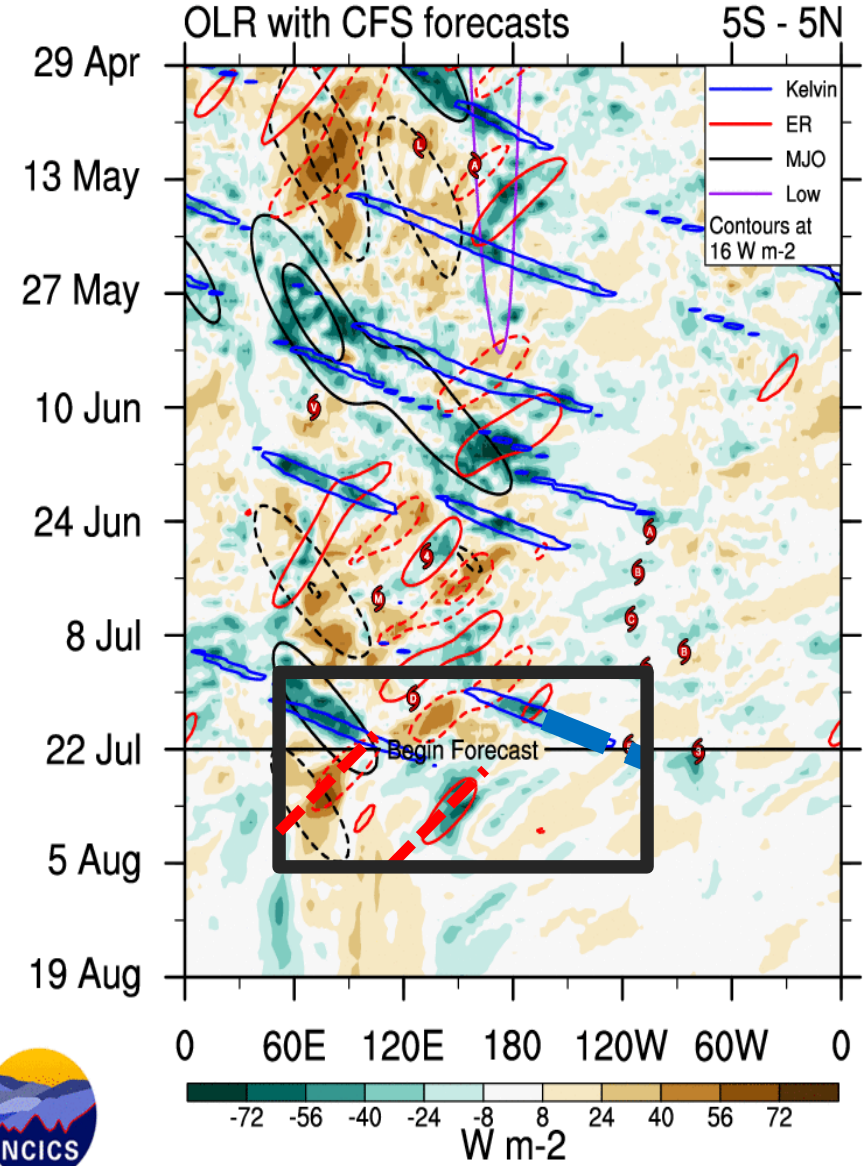 OLR with CFS forecasts 5S - 5N
29 Apr
13 May
27 May
10 Jun
24 Jun
8 Jul
22 Jul
5 Aug
19 Aug
Kelvin
ER
MJO
Low
Contours at
16 W m-2
L
A
V
A
B
M
C
B
D
Begin Forecast
0 60E 120E 180 120W 60W 0
-72 -56 -40 -24 -8 8 24 40 56 72
W m-2
NCICS